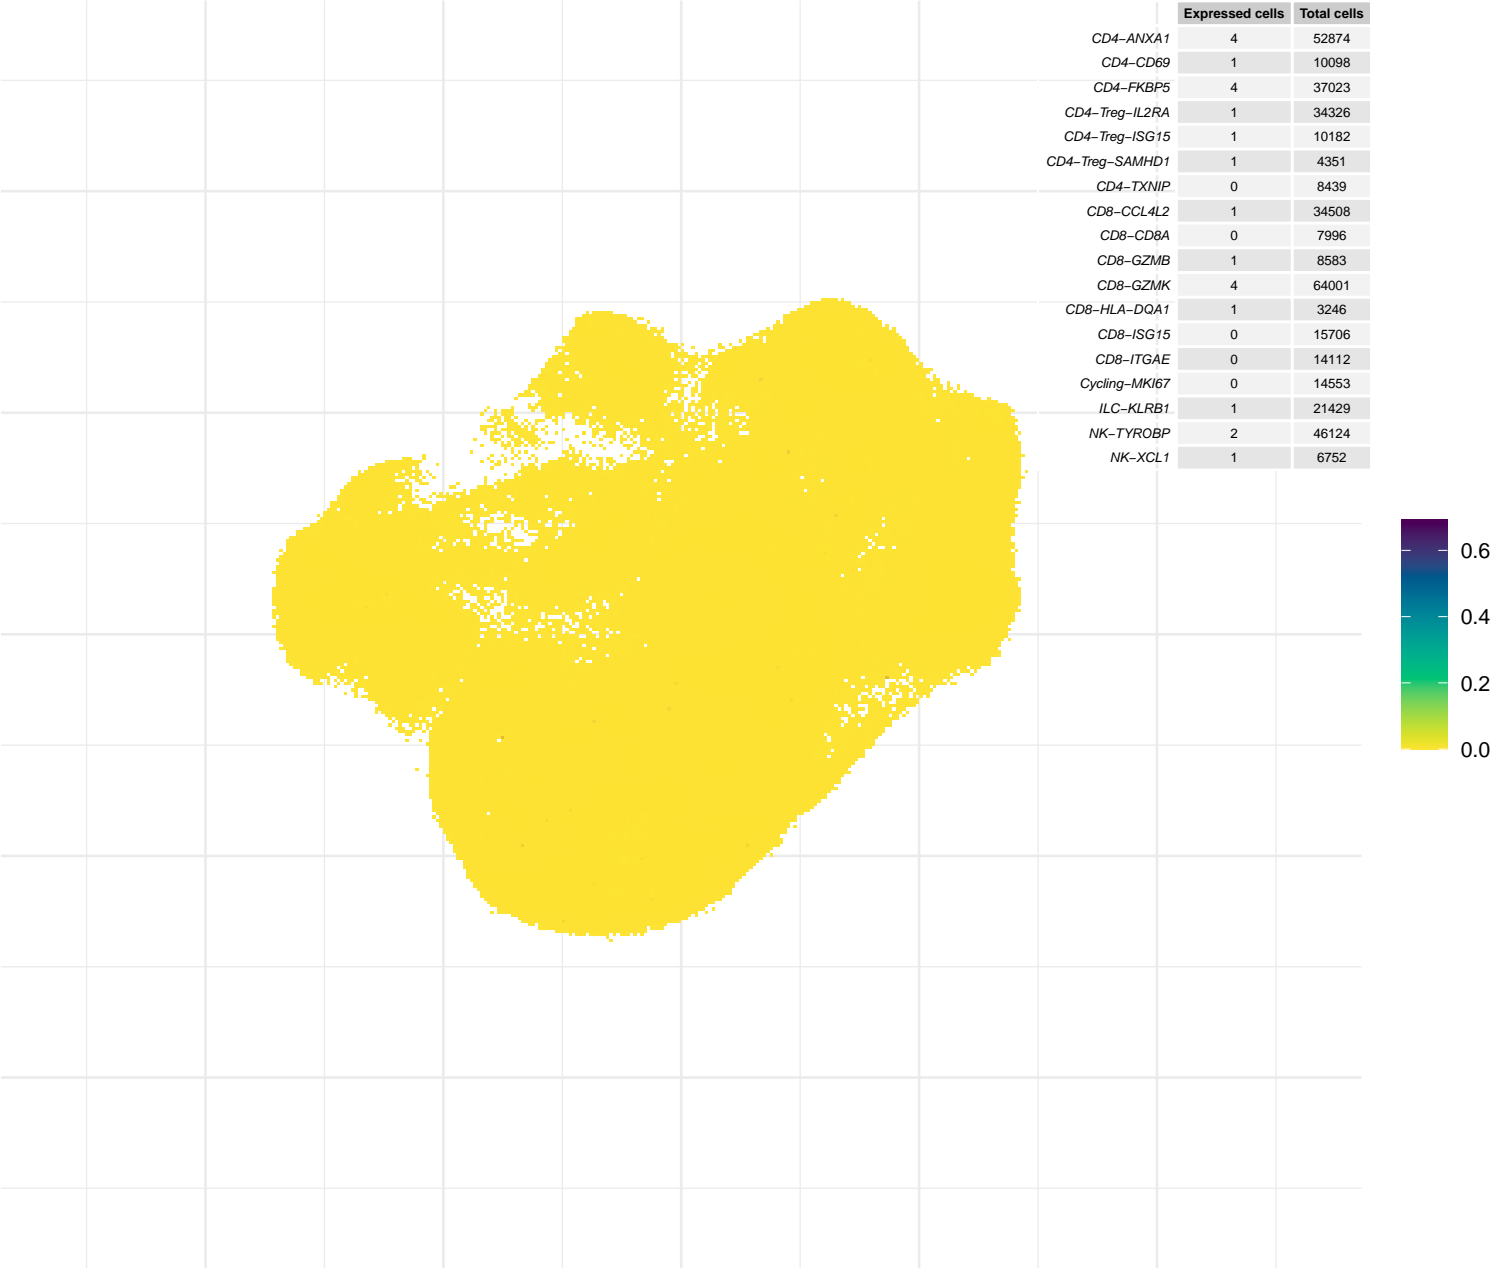 Expressed cells Total cells
CD4−ANXA1 4 52874
CD4−CD69 1 10098
CD4−FKBP5 4 37023
CD4−Treg−IL2RA 1 34326
CD4−Treg−ISG15 1 10182
CD4−Treg−SAMHD1 1 4351
CD4−TXNIP 0 8439
CD8−CCL4L2 1 34508
CD8−CD8A 0 7996
CD8−GZMB 1 8583
CD8−GZMK 4 64001
CD8−HLA−DQA1 1 3246
CD8−ISG15 0 15706
CD8−ITGAE 0 14112
Cycling−MKI67 0 14553
ILC−KLRB1 1 21429
NK−TYROBP 2 46124
NK−XCL1 1 6752
0.6
0.4
0.2
0.0